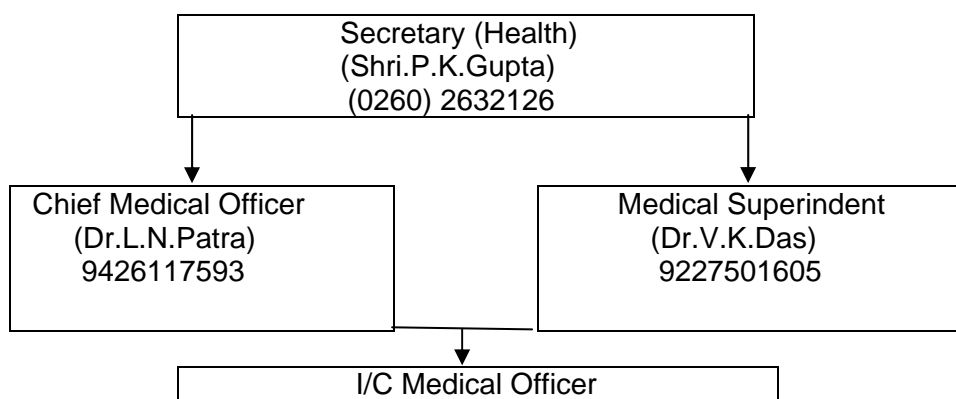 Secretary (Health)
(Shri.P.K.Gupta)
(0260) 2632126
Chief Medical Officer
(Dr.L.N.Patra)
9426117593
Medical Superindent
(Dr.V.K.Das)
9227501605
I/C Medical Officer